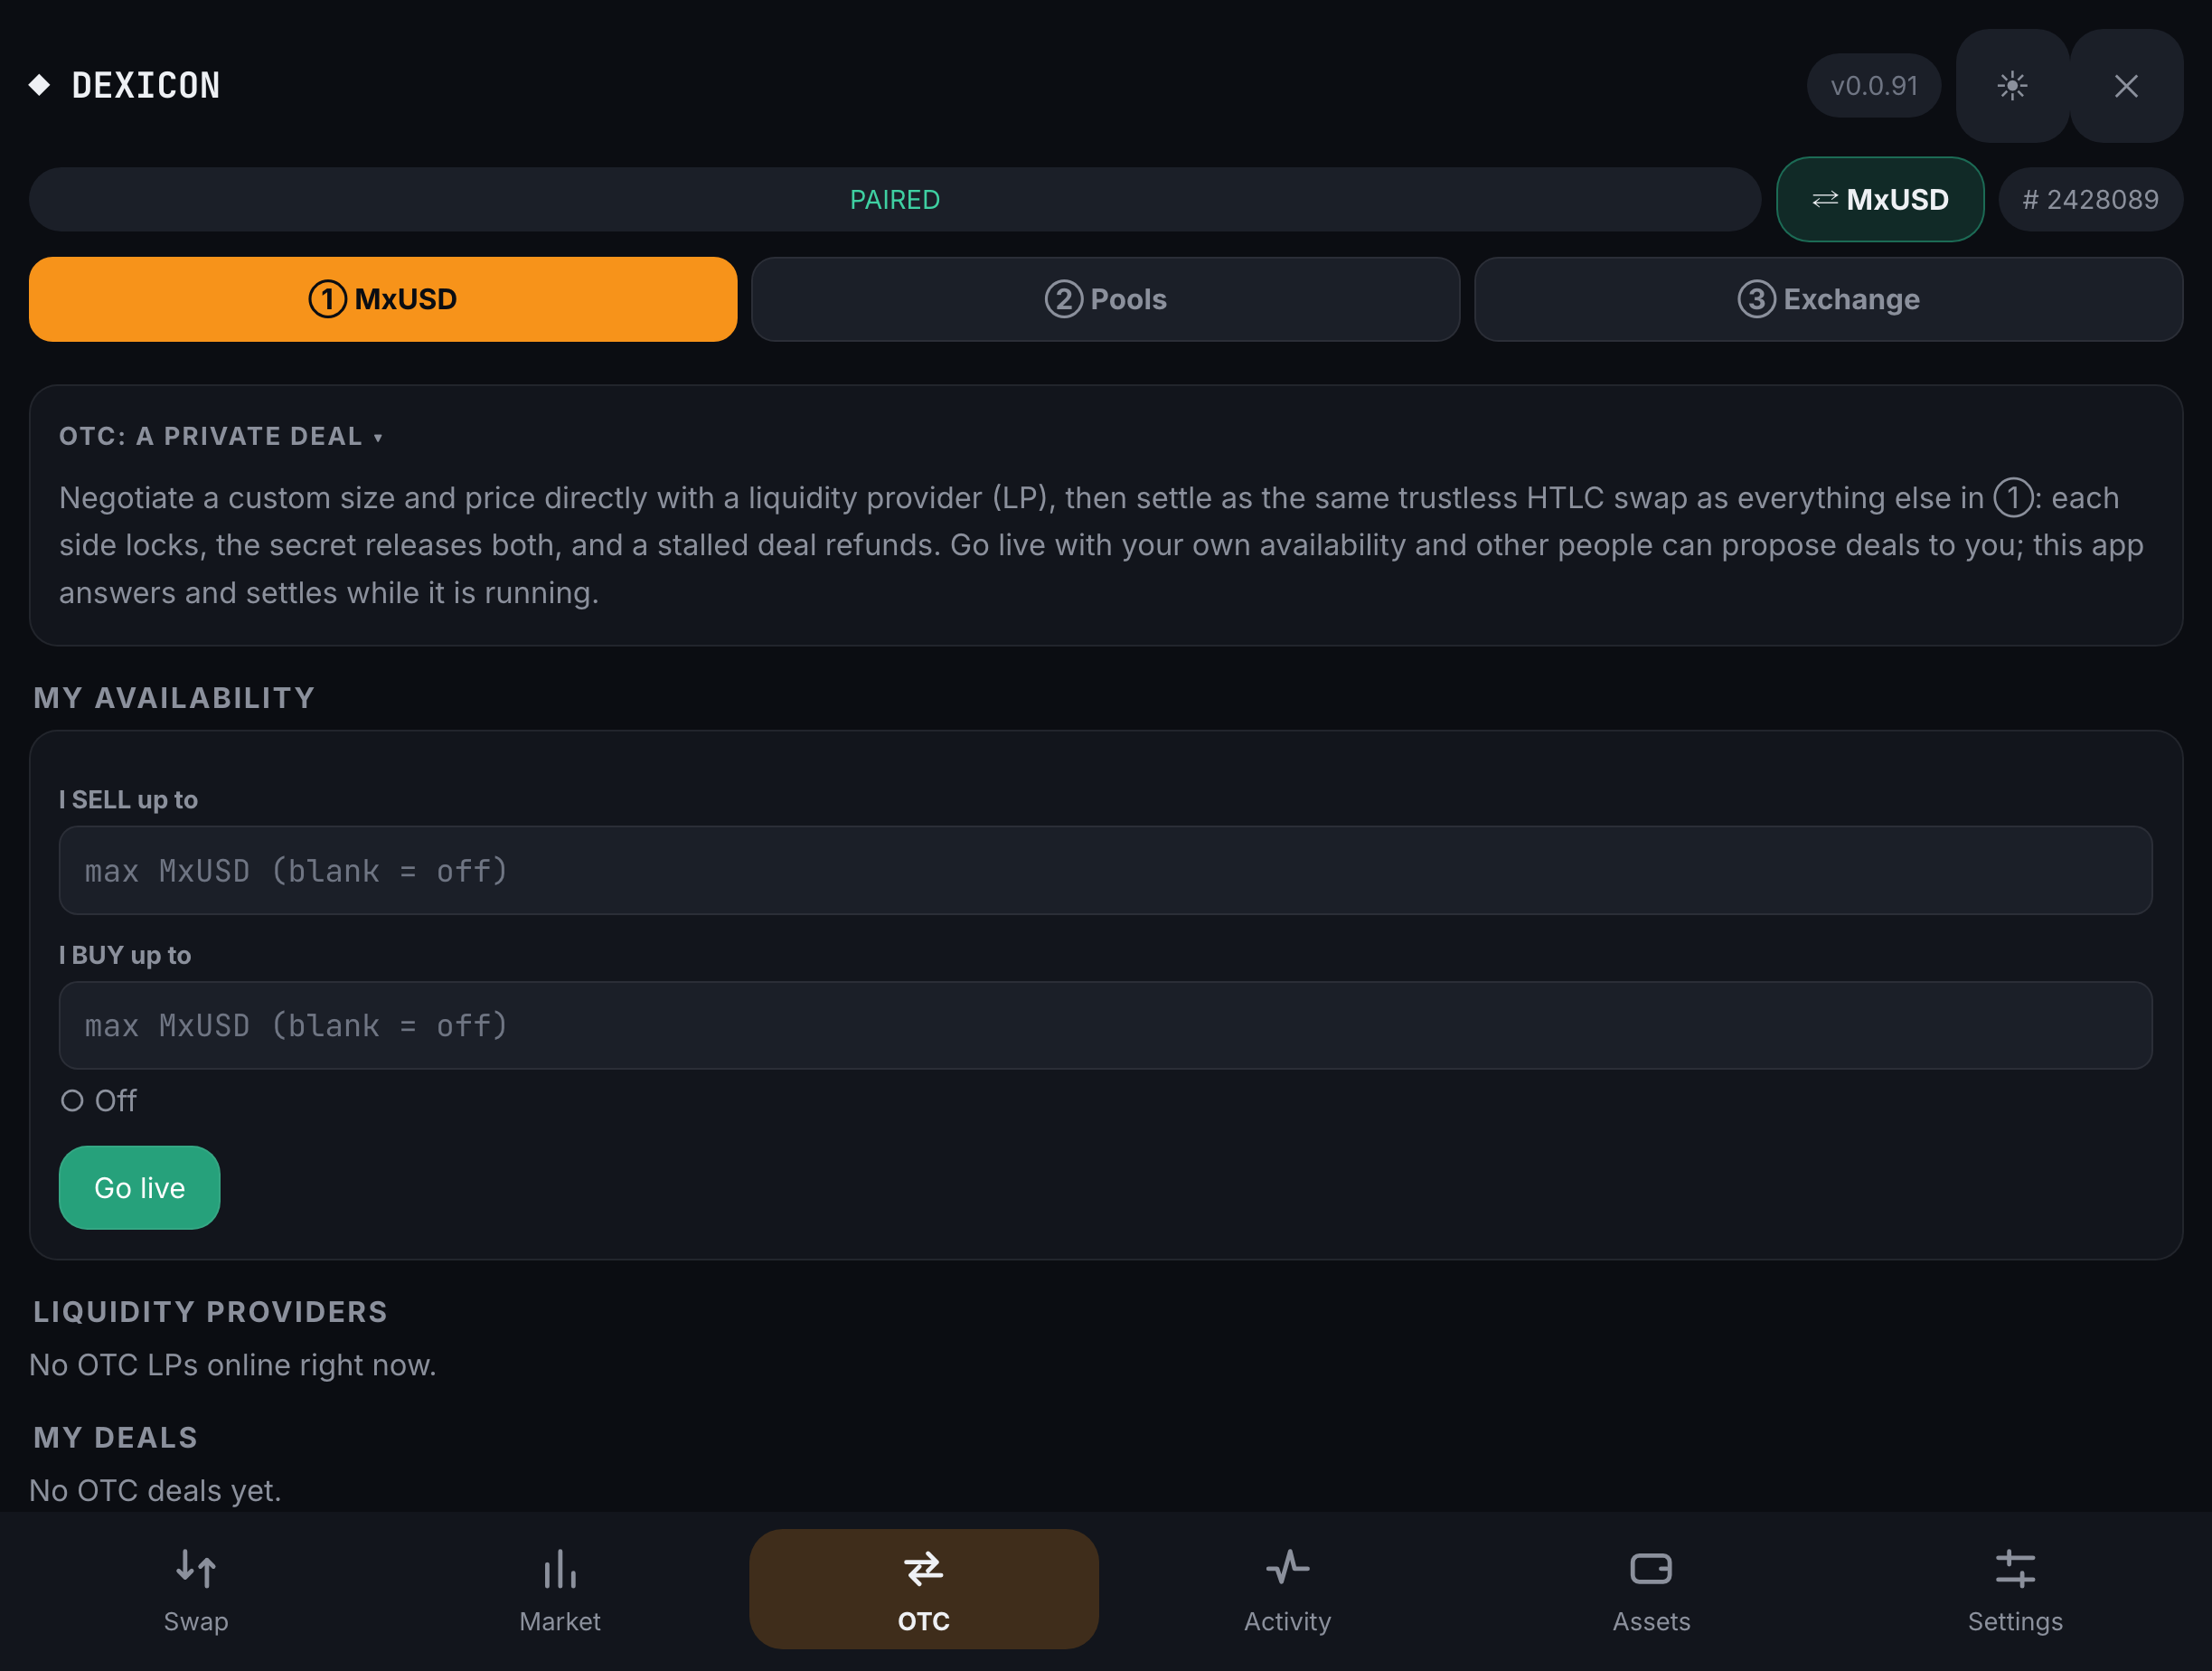 ◆ DEXICON
v0.0.91
PAIRED
⇄ MxUSD
# 2428089
① MxUSD
② Pools
③ Exchange
OTC: A PRIVATE DEAL ▾
Negotiate a custom size and price directly with a liquidity provider (LP), then settle as the same trustless HTLC swap as everything else in ①: each
side locks, the secret releases both, and a stalled deal refunds. Go live with your own availability and other people can propose deals to you; this app
answers and settles while it is running.
MY AVAILABILITY
I SELL up to
max MxUSD (blank = off)
I BUY up to
max MxUSD (blank = off)
○ Off
Go live
LIQUIDITY PROVIDERS
No OTC LPs online right now.
MY DEALS
No OTC deals yet.
Swap
Market
OTC
Activity
Assets
Settings